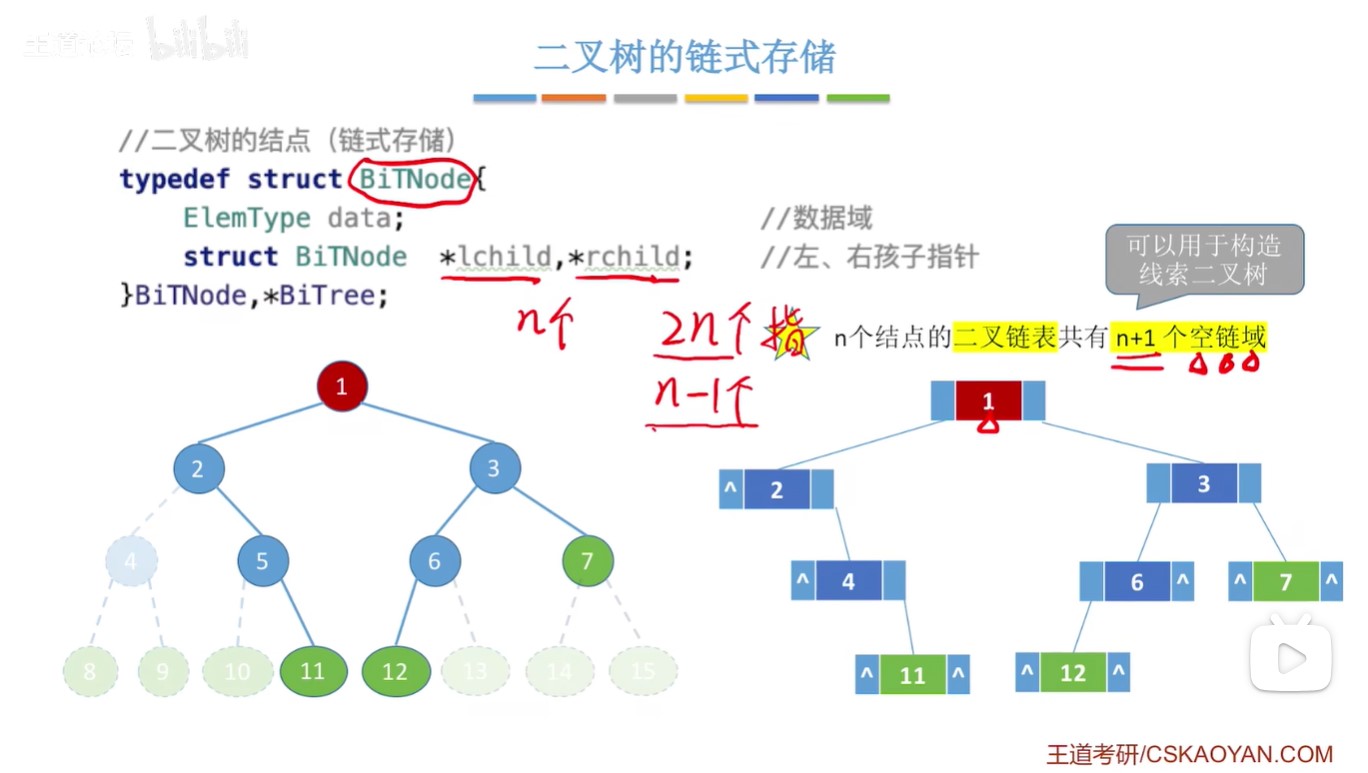 bilibili
二叉树的链式存储
//二叉树的结点（链式存储）
typedef struct BiTNode{
ElemType data; //数据域
struct BiTNode *lchild,*rchild; //左、右孩子指针
}BiTNode,*BiTree;
可以用于构造
线索二叉树
n个 2n个指
n个结点的二叉链表共有 n+1 个空链域
n-1个
1
2 3
4 5 6 7
8 9 10 11 12 13 14 15
1
^ 2 3
^ 4 6 ^ ^ 7 ^
^ 11 ^ ^ 12 ^
王道考研/CSKAOYAN.COM